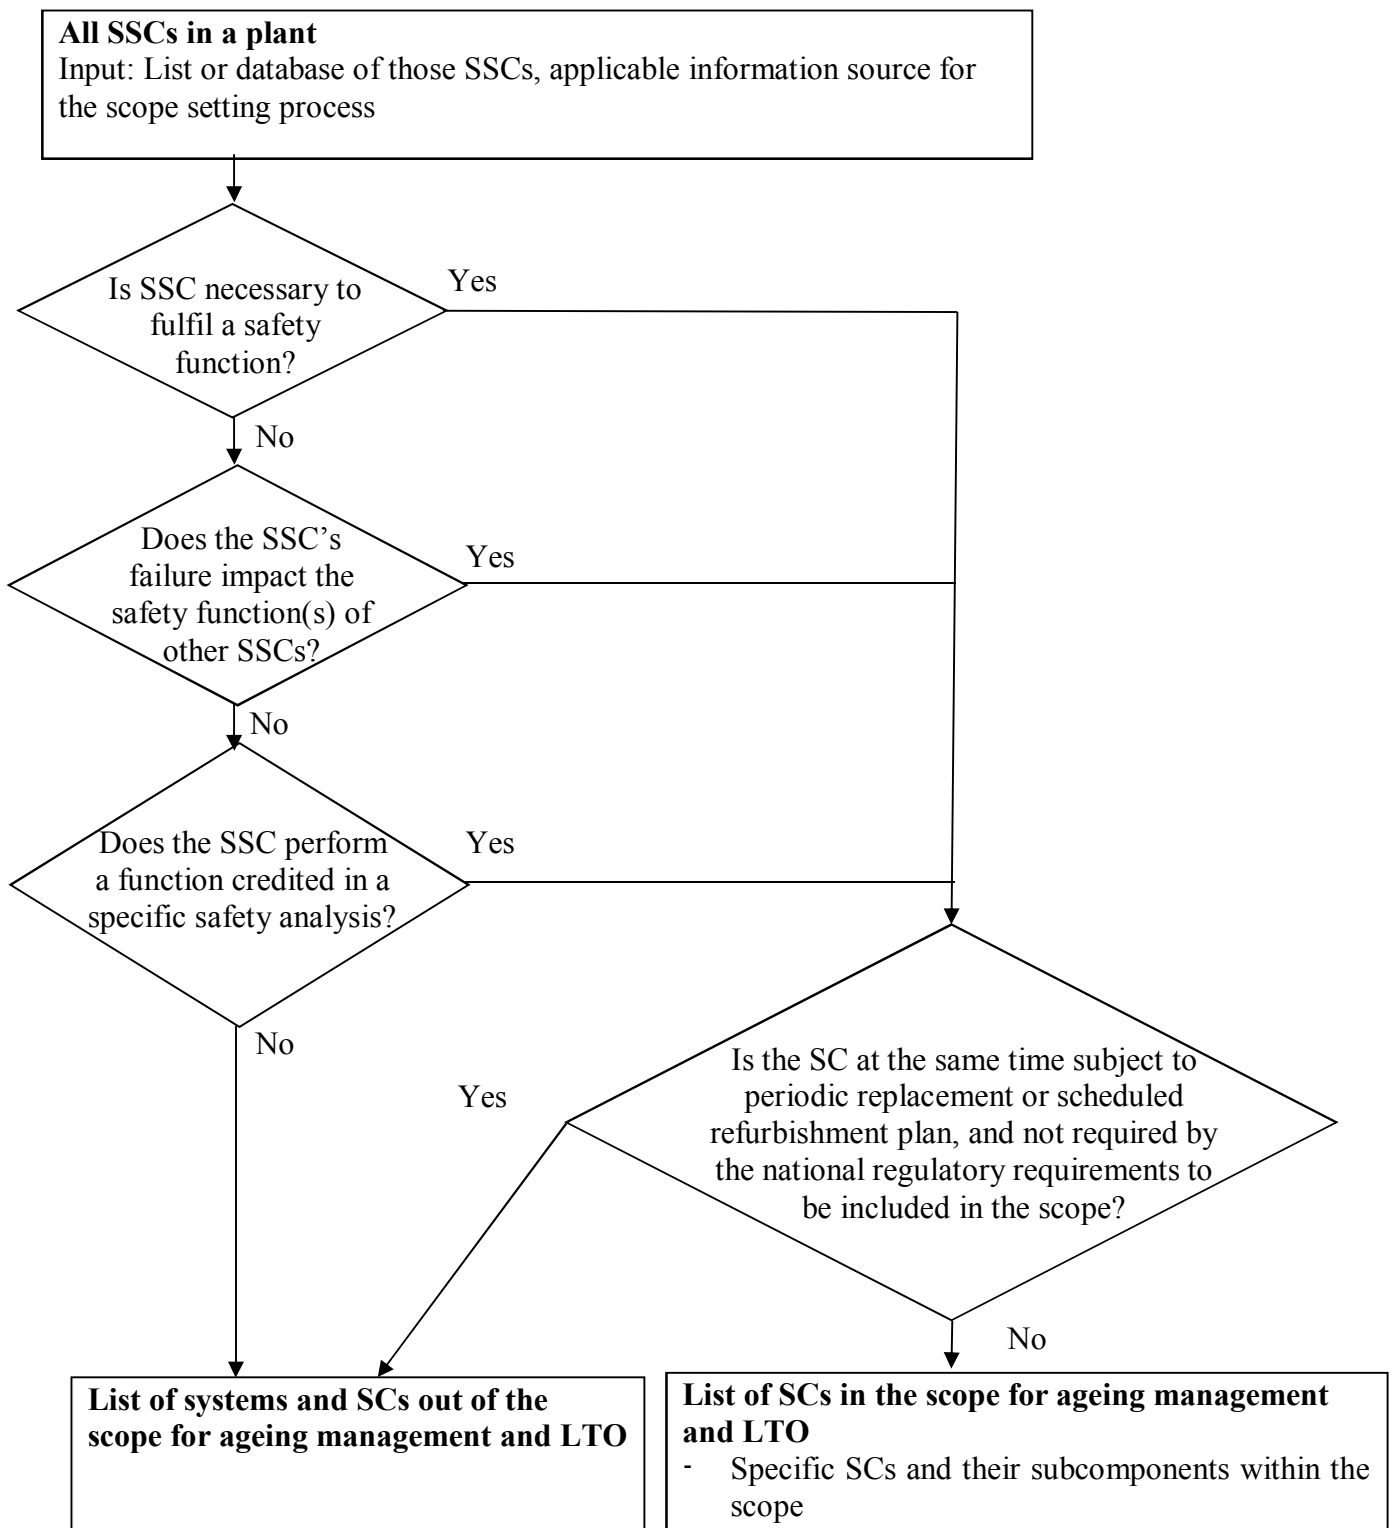 All SSCs in a plant
Input: List or database of those SSCs, applicable information source for
the scope setting process
Is SSC necessary to
fulfil a safety
function?
Yes
No
Does the SSC’s
failure impact the
safety function(s) of
other SSCs?
Yes
No
Does the SSC perform
a function credited in a
specific safety analysis?
Yes
No
Is the SC at the same time subject to
periodic replacement or scheduled
refurbishment plan, and not required by
the national regulatory requirements to
be included in the scope?
Yes
No
List of systems and SCs out of the
scope for ageing management and LTO
List of SCs in the scope for ageing management
and LTO
- Specific SCs and their subcomponents within the
scope